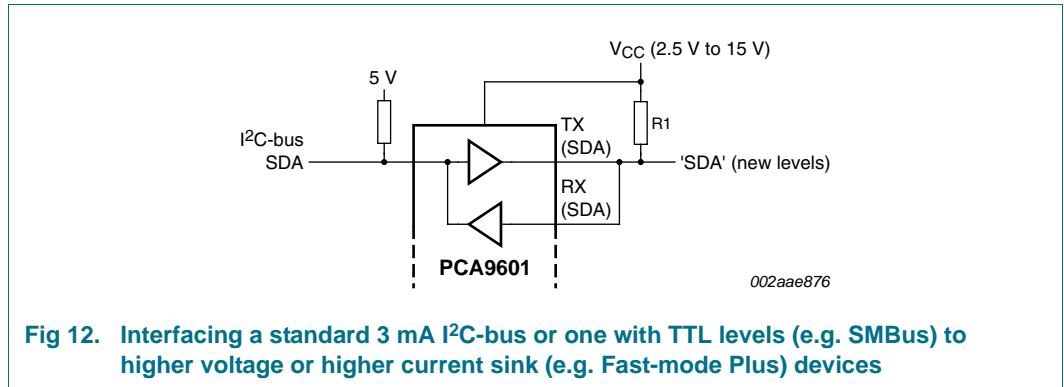 VCC (2.5 V to 15 V)
5 V
R1
TX
(SDA)
I2C-bus
SDA
'SDA' (new levels)
RX
(SDA)
PCA9601
002aae876
Fig 12. Interfacing a standard 3 mA I2C-bus or one with TTL levels (e.g. SMBus) to
higher voltage or higher current sink (e.g. Fast-mode Plus) devices